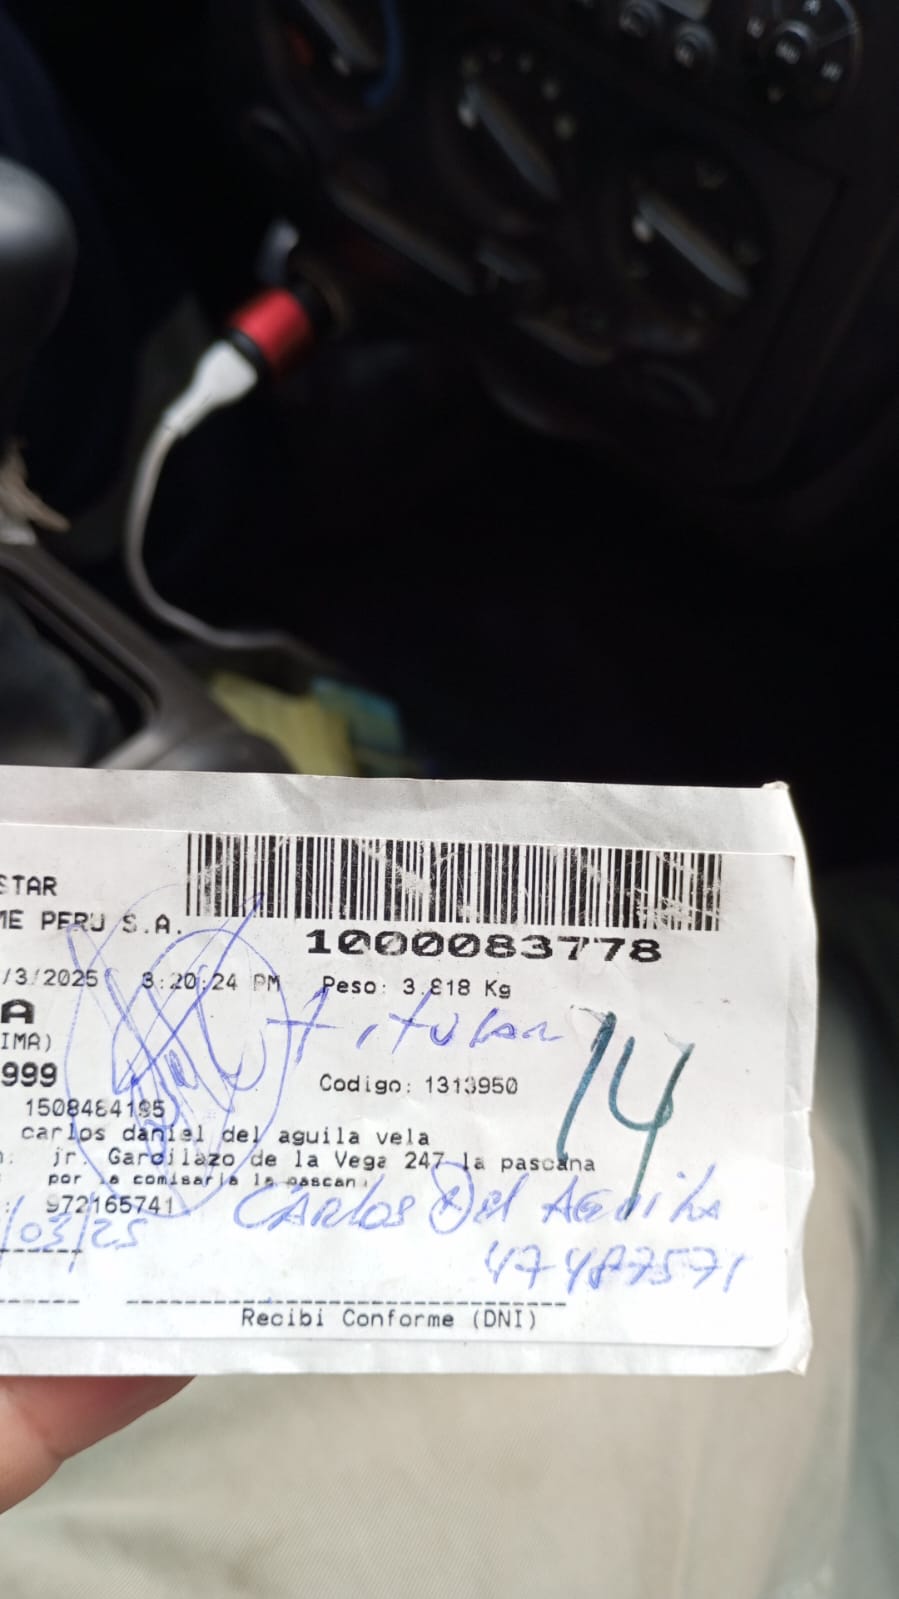 STAR
ME PERU S.A.
1000083778
/3/2025 3:20:24 PM Peso: 3.818 Kg
A
Titular
14
IMA)
999 Codigo: 1313950
1508484195
carlos daniel del aguila vela
: jr. Garcilazo de la Vega 247 la pascana
: por la comisaria la pascan
: 972165741
/03/25
Carlos Del Aguila
47487571
Recibi Conforme (DNI)